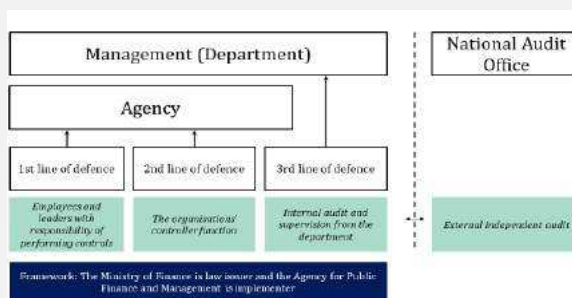 Management (Department)
National Audit
Office
Agency
1st line of defence
2nd line of defence
3rd line of defence
Employees and
leaders with
responsibility of
performing controls
The organisations'
controller function
Internal audit and
supervision from the
department
External independent audit
Framework: The Ministry of Finance is law issuer and the Agency for Public
Finance and Management is implementer